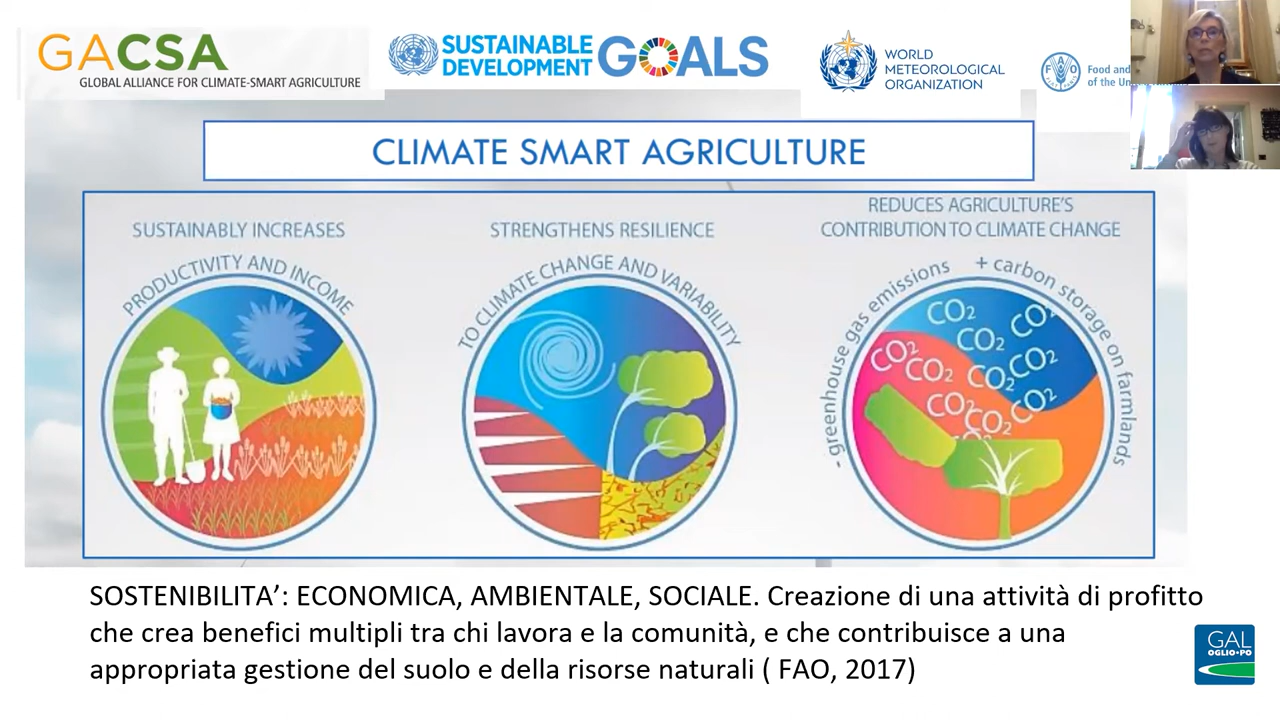 GACSA
GLOBAL ALLIANCE FOR CLIMATE-SMART AGRICULTURE
SUSTAINABLE
DEVELOPMENT
GOALS
WORLD
METEOROLOGICAL
ORGANIZATION
FAO
Food and
of the
CLIMATE SMART AGRICULTURE
SUSTAINABLY INCREASES
PRODUCTIVITY AND INCOME
STRENGTHENS RESILIENCE
TO CLIMATE CHANGE AND VARIABILITY
REDUCES AGRICULTURE'S
CONTRIBUTION TO CLIMATE CHANGE
- greenhouse gas emissions
+ carbon storage on farmlands
CO2
CO2
CO2
CO2
CO2
CO2
CO2
CO2
CO2
CO2
CO2
SOSTENIBILITA’: ECONOMICA, AMBIENTALE, SOCIALE. Creazione di una attività di profitto
che crea benefici multipli tra chi lavora e la comunità, e che contribuisce a una
appropriata gestione del suolo e della risorse naturali ( FAO, 2017)
GAL
OGLIO•PO